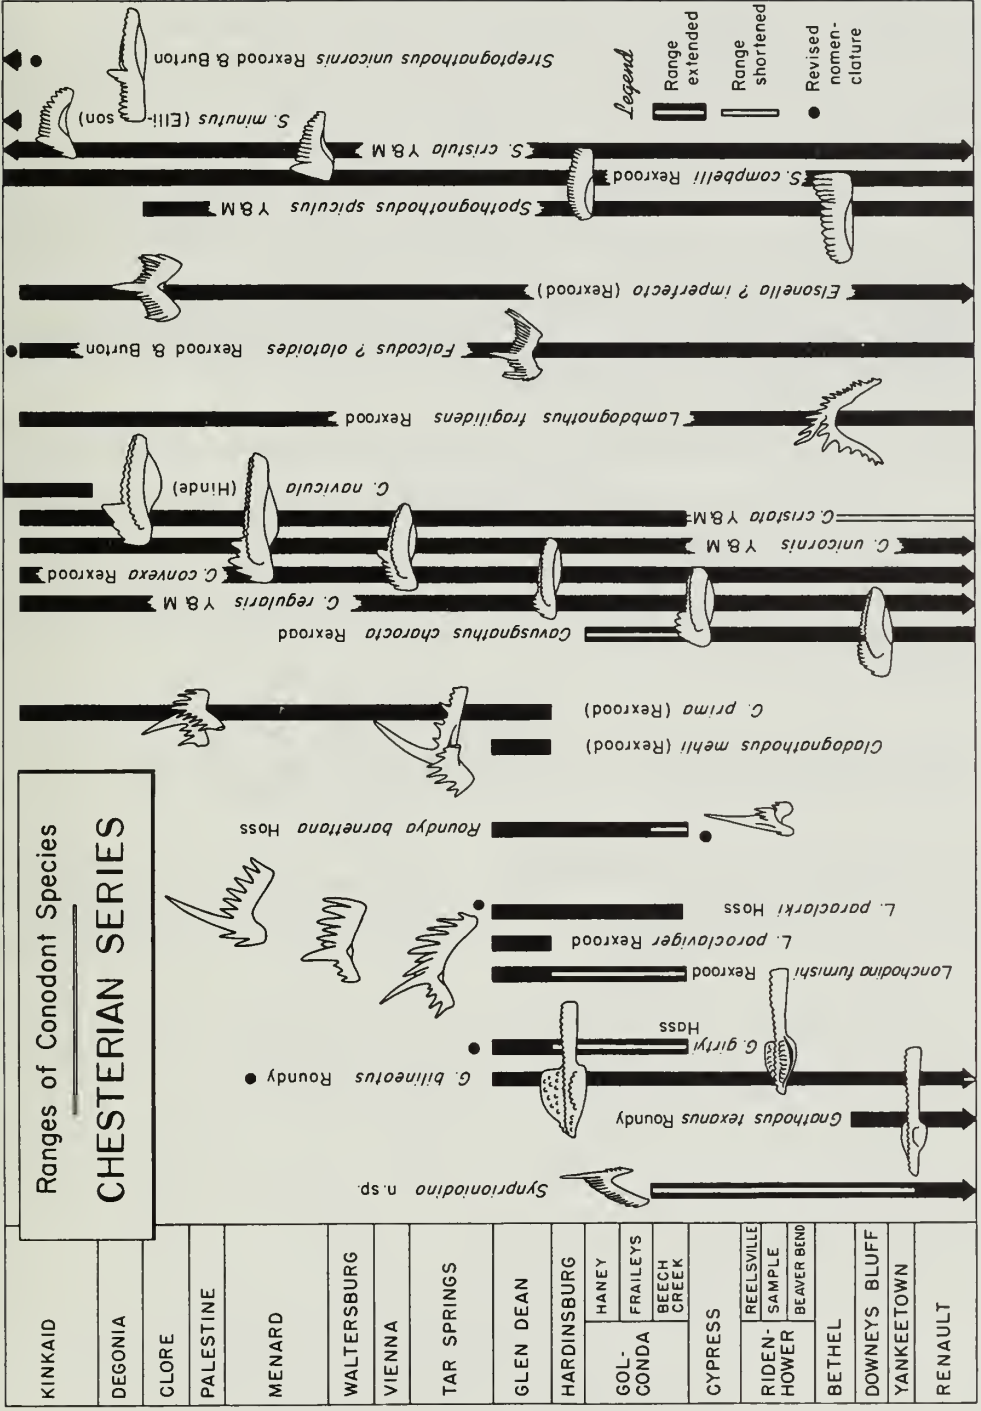 Ranges of Conodont Species
CHESTERIAN SERIES
Legend
Range
extended
Range
shortened
Revised
nomen-
clature
Streptognathodus unicornis Rexroad & Burton
S. minutus (Elli-son)
S. cristula Y&M
S. campbelli Rexroad
Spathognathodus spiculus Y&M
Elsonella ? imperfecta (Rexroad)
Falcodus ? alatoides Rexroad & Burton
Lambdagnathus fragilidens Rexroad
C. navicula (Hinde)
C. cristata Y&M
C. unicornis Y&M
C. convexa Rexroad
C. regularis Y&M
Cavusgnathus characta Rexroad
C. prima (Rexroad)
Cladognathodus mehli (Rexroad)
Roundya barnettana Hass
L. paraclarki Hass
L. paraclaviger Rexroad
Lonchodina furnishi Rexroad
G. girtyi
Hass
G. bilineatus Roundy
Gnathodus texanus Roundy
Synprioniodina n. sp.
KINKAID
DEGONIA
CLORE
PALESTINE
MENARD
WALTERSBURG
VIENNA
TAR SPRINGS
GLEN DEAN
HARDINSBURG
GOL-
CONDA
HANEY
FRAILEYS
BEECH
CREEK
CYPRESS
RIDEN-
HOWER
REELSVILLE
SAMPLE
BEAVER BEND
BETHEL
DOWNEYS BLUFF
YANKEETOWN
RENAULT